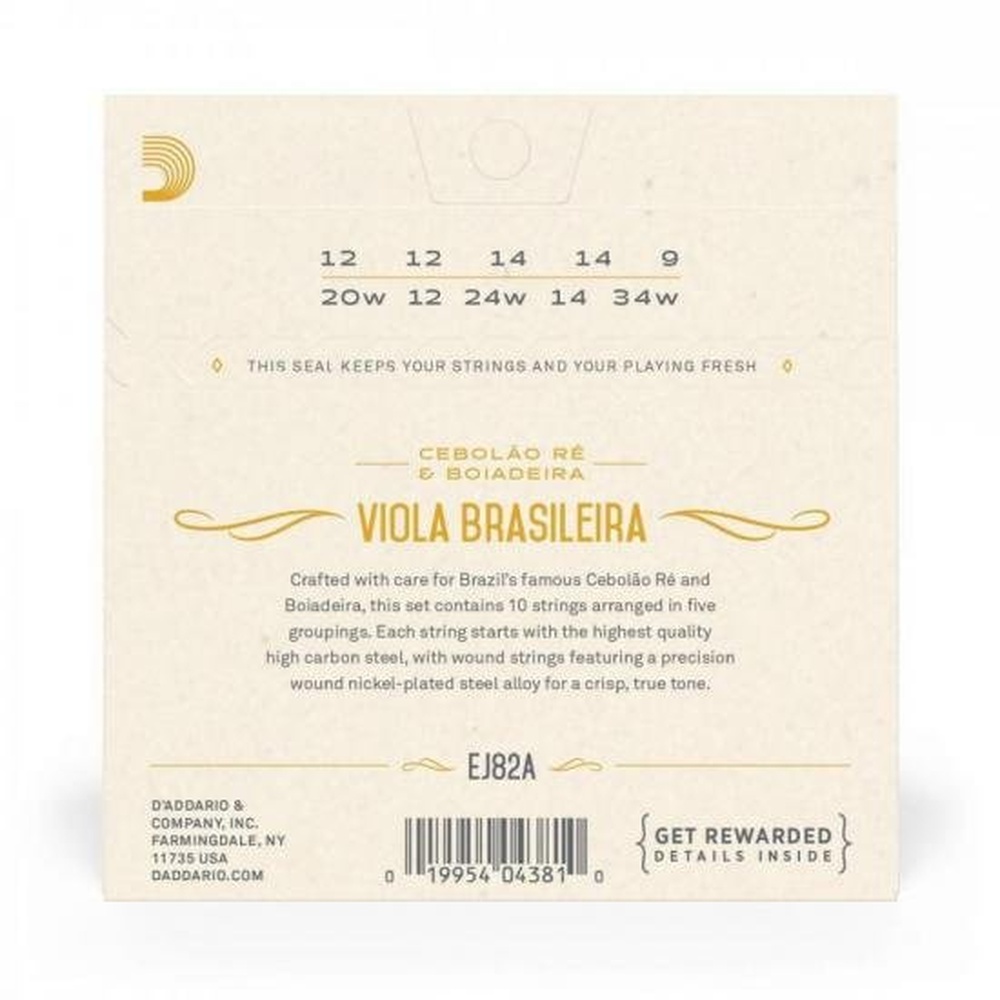 12 12 14 14 9
20w 12 24w 14 34w
THIS SEAL KEEPS YOUR STRINGS AND YOUR PLAYING FRESH
CEBOLÃO RÉ
& BOIADEIRA
VIOLA BRASILEIRA
Crafted with care for Brazil's famous Cebolão Ré and
Boiadeira, this set contains 10 strings arranged in five
groupings. Each string starts with the highest quality
high carbon steel, with wound strings featuring a precision
wound nickel-plated steel alloy for a crisp, true tone.
EJ82A
D'ADDARIO &
COMPANY, INC.
FARMINGDALE, NY
11735 USA
DADDARIO.COM
0 19954 04381 0
GET REWARDED
DETAILS INSIDE